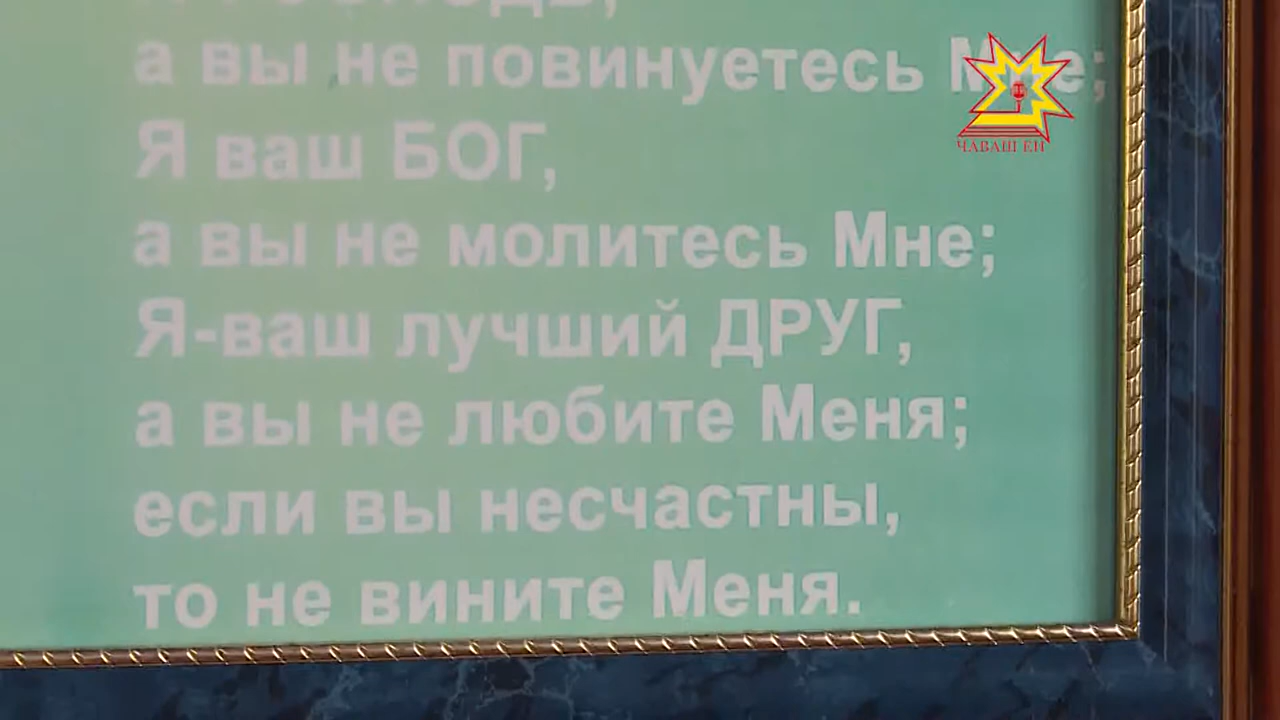 а вы не повинуетесь Мне;
Я ваш БОГ,
а вы не молитесь Мне;
Я-ваш лучший ДРУГ,
а вы не любите Меня;
если вы несчастны,
то не вините Меня.
ЧАВАШ ЕН